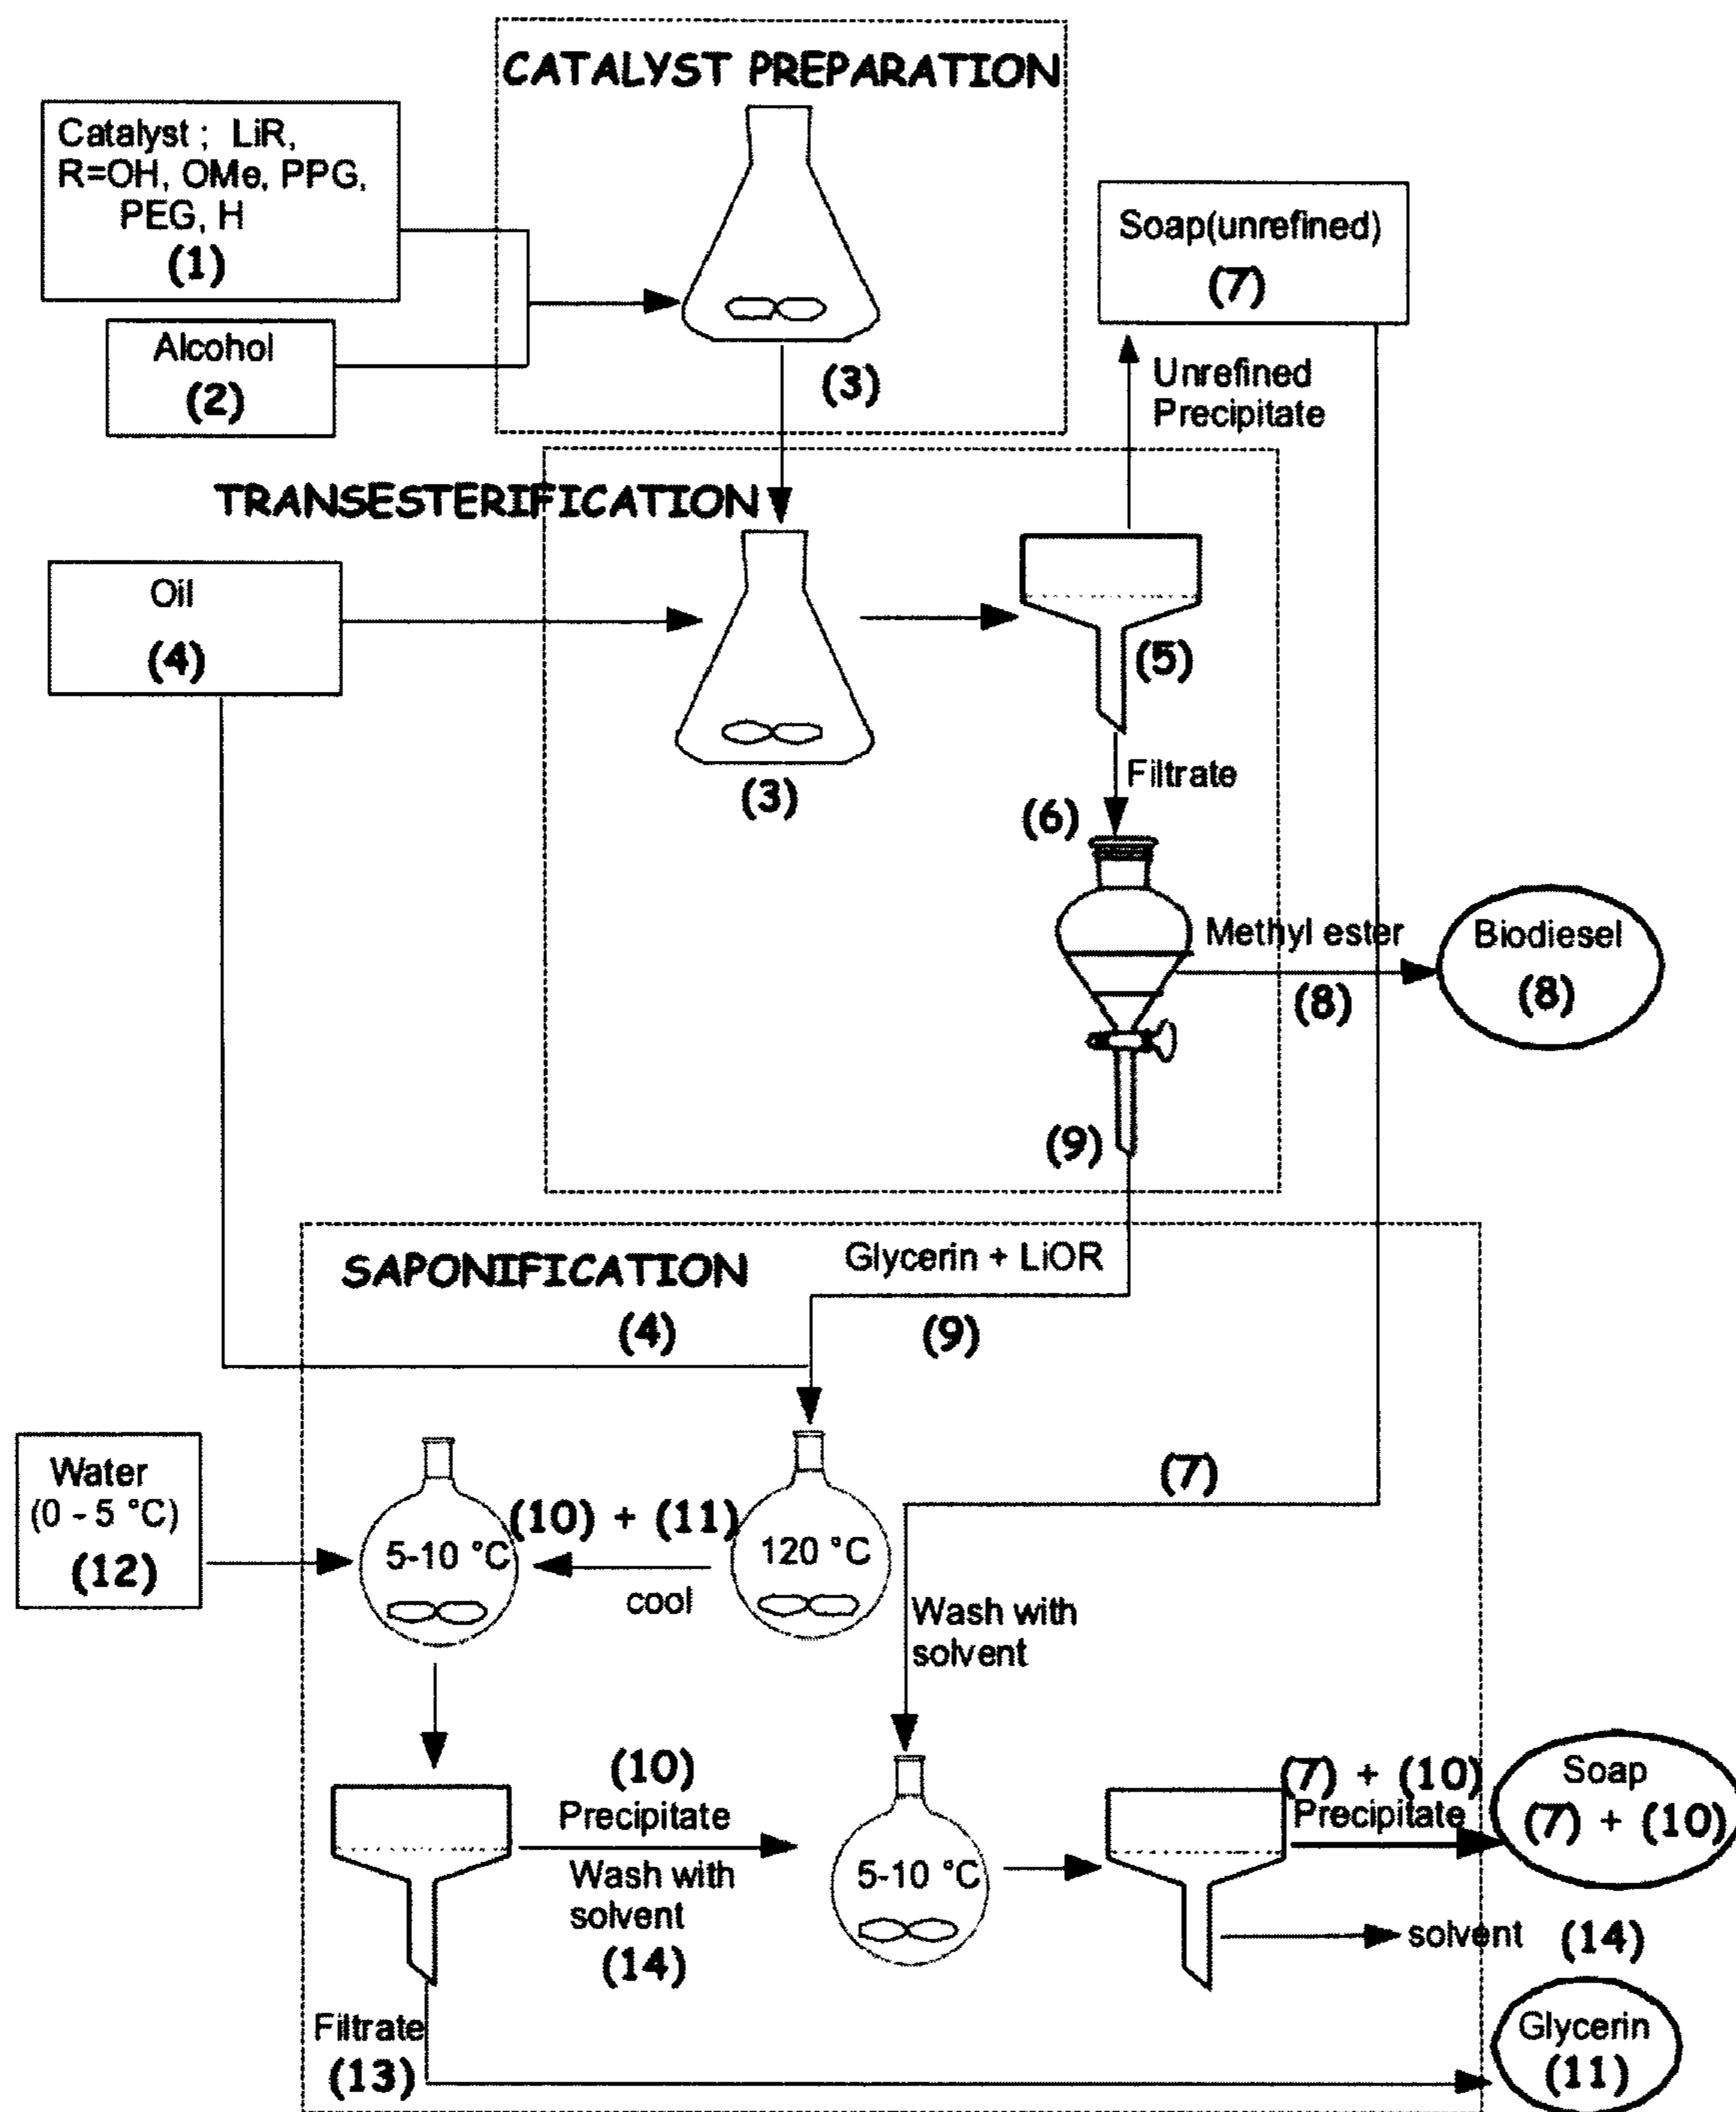 CATALYST PREPARATION
Catalyst ; LiR,
R=OH, OMe, PPG,
PEG, H
(1)
Alcohol
(2)
(3)
Soap(unrefined)
(7)
Unrefined
Precipitate
TRANSESTERIFICATION
Oil
(4)
(3)
(5)
Filtrate
(6)
Methyl ester
(8)
Biodiesel
(8)
(9)
SAPONIFICATION
Glycerin + LiOR
(4)
(9)
Water
(0 - 5 °C)
(12)
5-10 °C
(10) + (11)
cool
120 °C
(7)
Wash with
solvent
(10)
Precipitate
Wash with
solvent
(14)
5-10 °C
(7) + (10)
Precipitate
Soap
(7) + (10)
solvent (14)
Filtrate
(13)
Glycerin
(11)